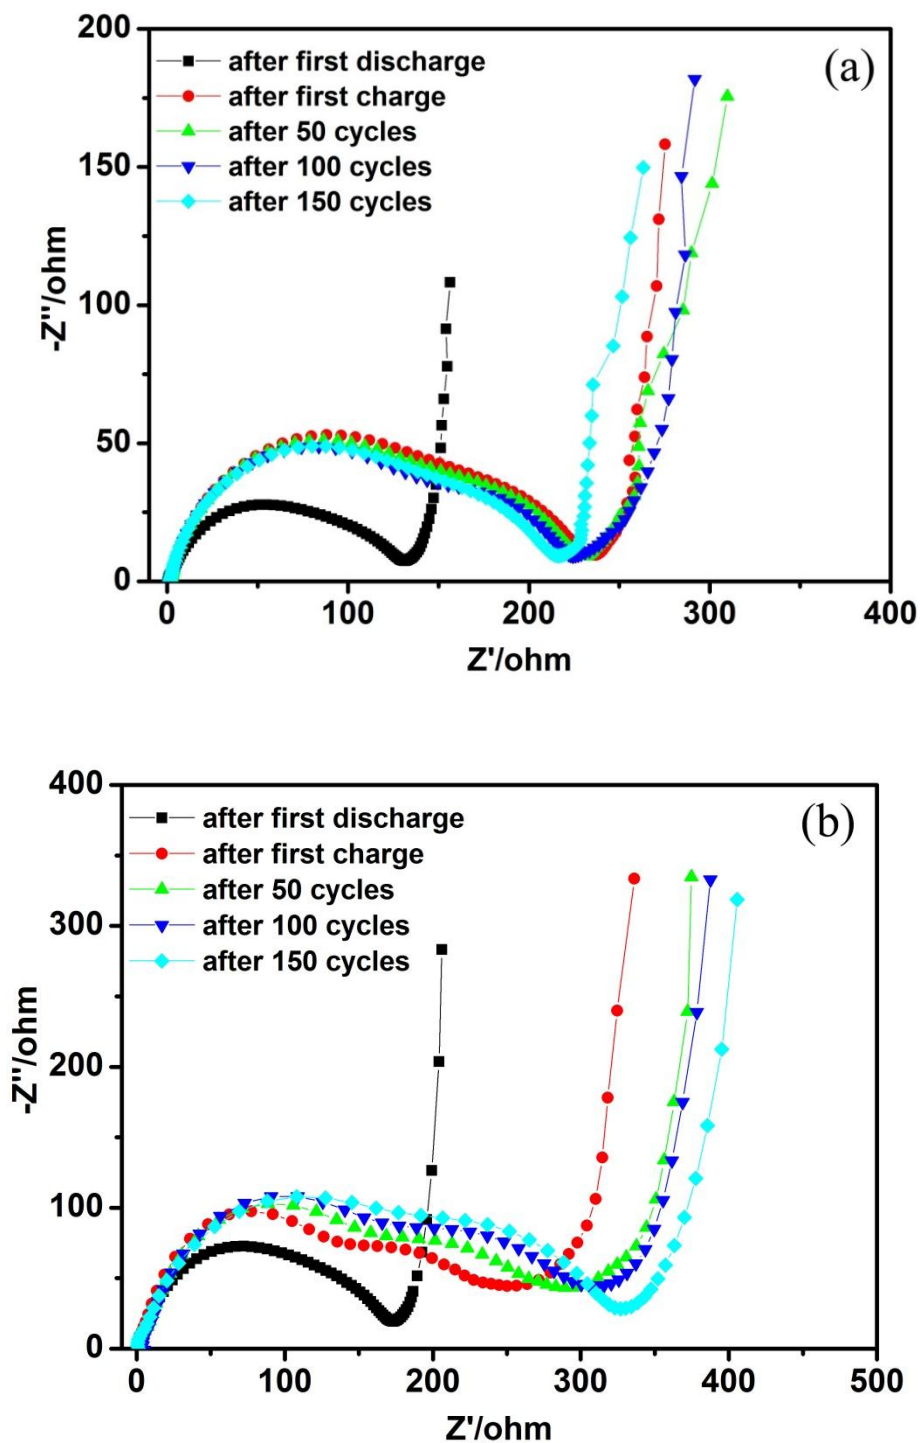 200
150
100
50
0
-Z''/ohm
after first discharge
after first charge
after 50 cycles
after 100 cycles
after 150 cycles
(a)
0 100 200 300 400
Z'/ohm
400
300
200
100
0
-Z''/ohm
after first discharge
after first charge
after 50 cycles
after 100 cycles
after 150 cycles
(b)
0 100 200 300 400 500
Z'/ohm